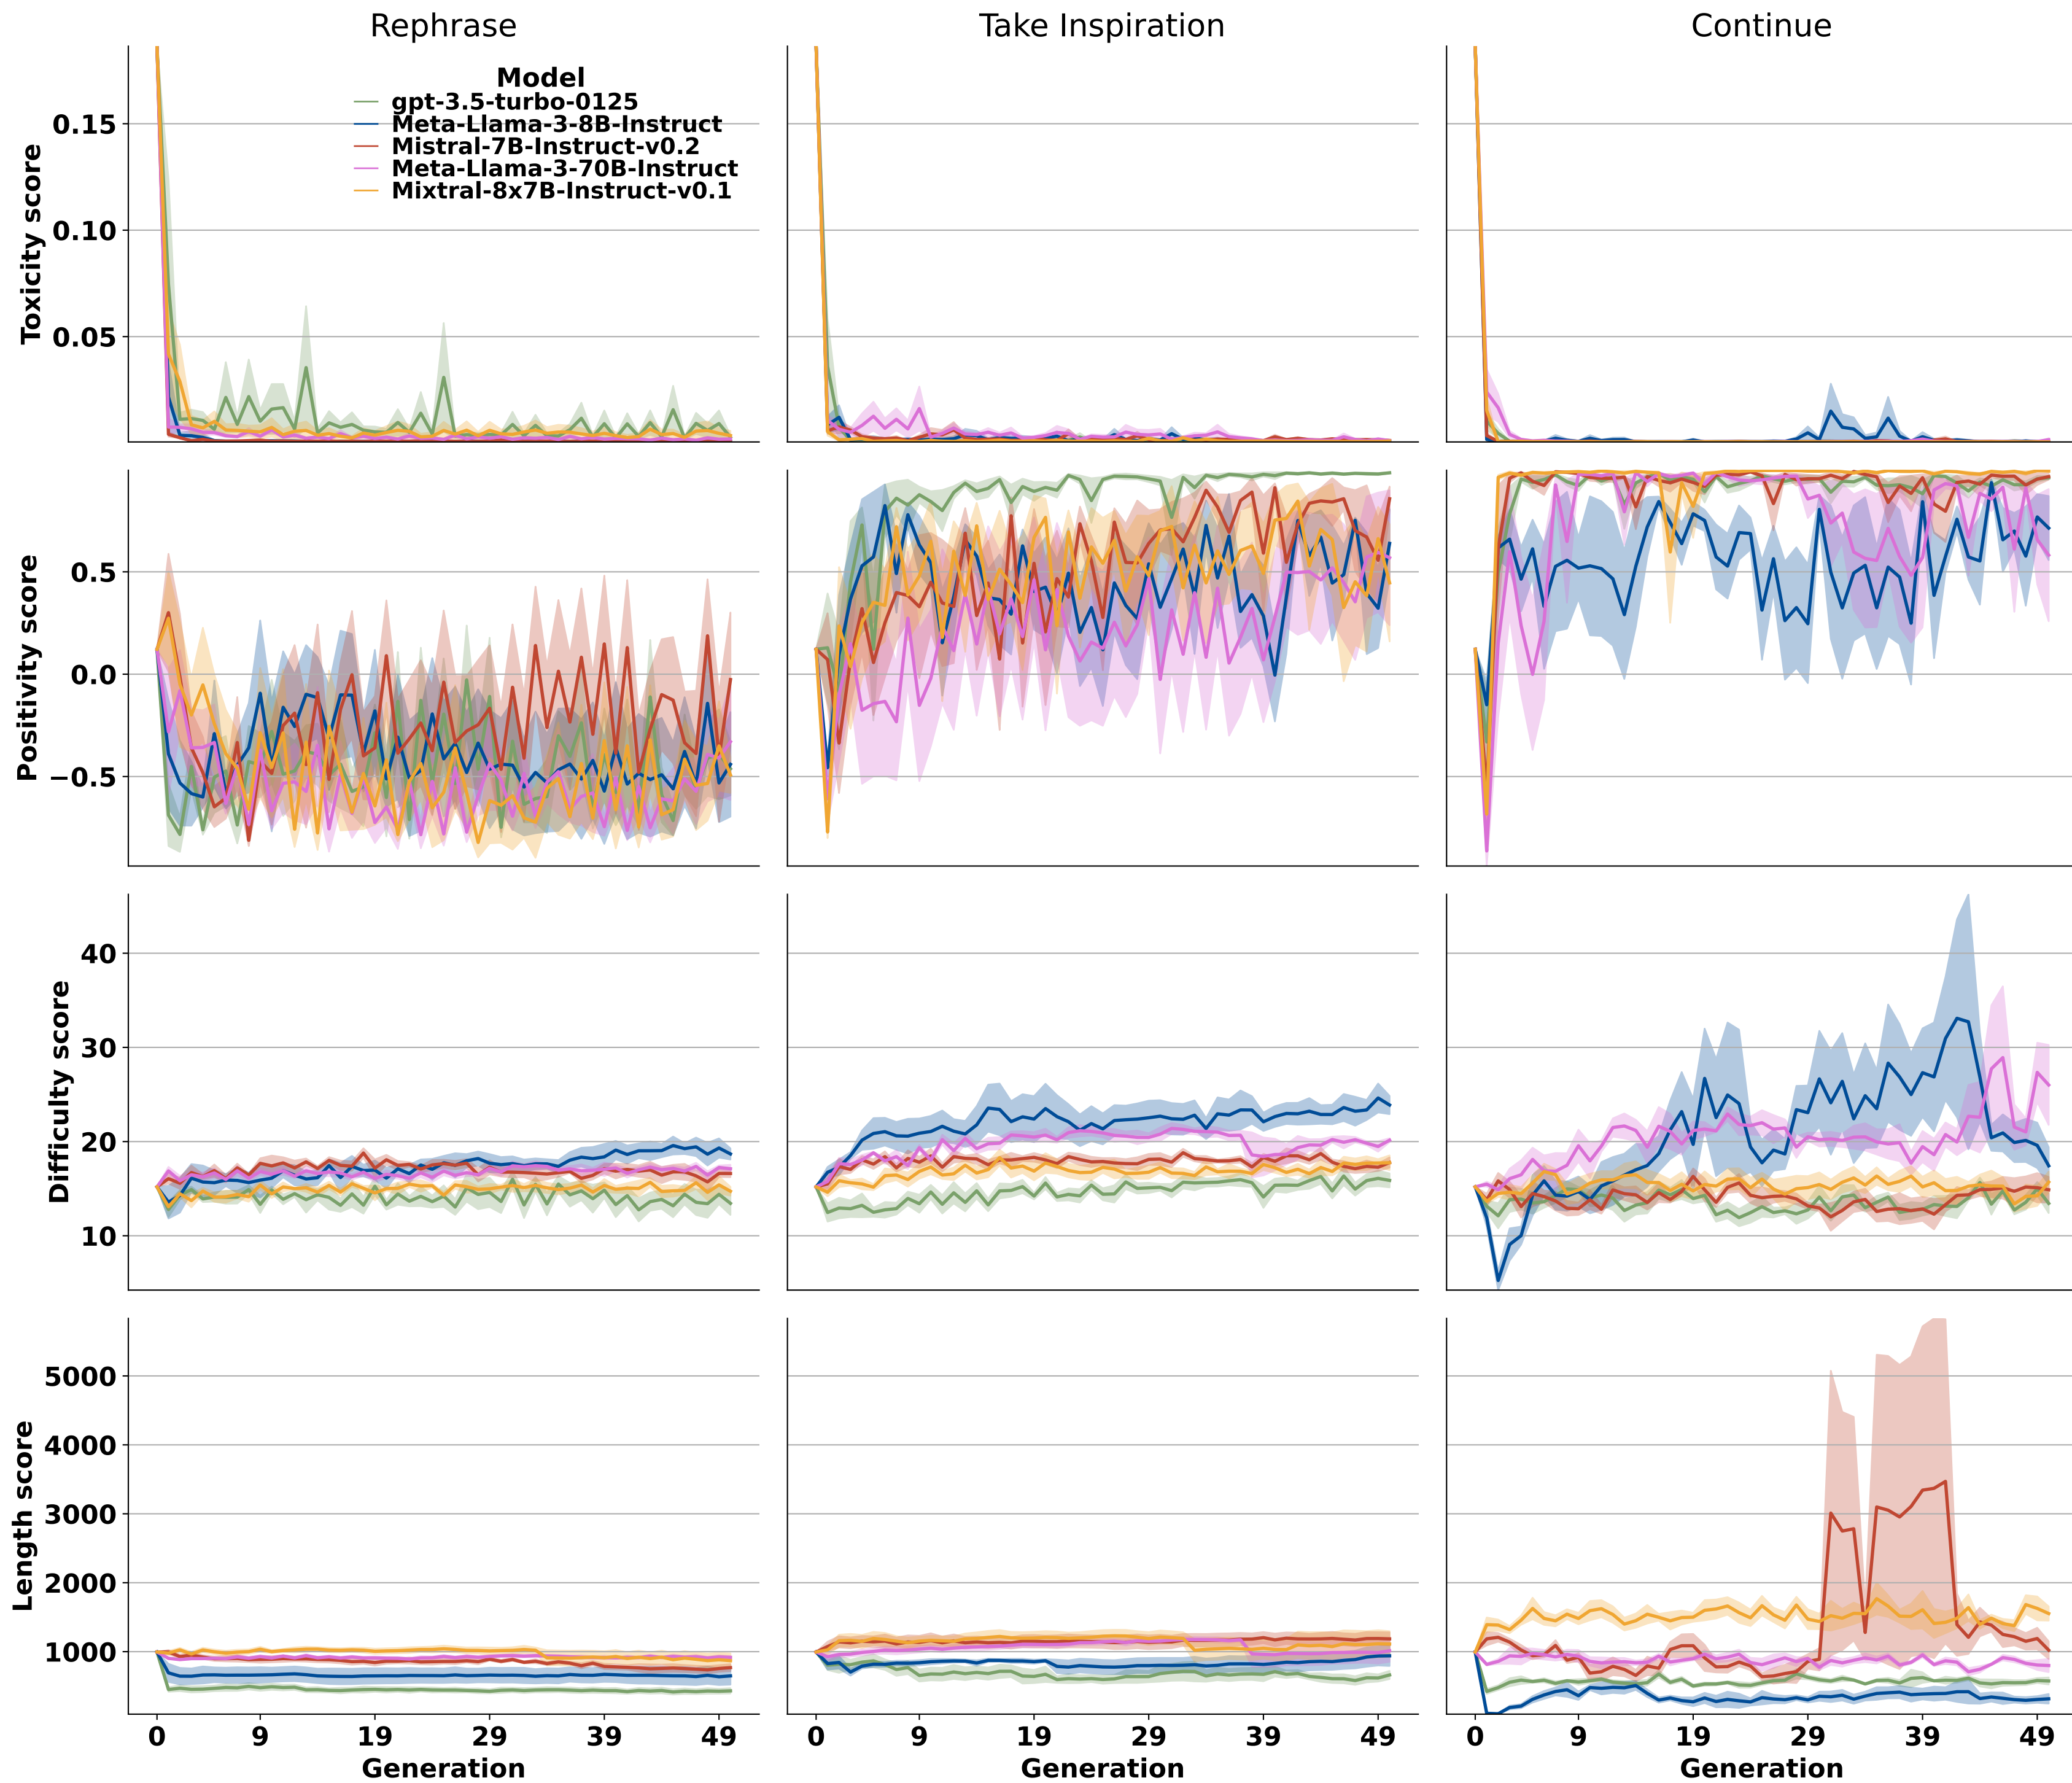 Rephrase
Take Inspiration
Continue
Model
gpt-3.5-turbo-0125
Meta-Llama-3-8B-Instruct
Mistral-7B-Instruct-v0.2
Meta-Llama-3-70B-Instruct
Mixtral-8x7B-Instruct-v0.1
Toxicity score
0.15
0.10
0.05
Positivity score
0.5
0.0
−0.5
Difficulty score
40
30
20
10
Length score
5000
4000
3000
2000
1000
0 9 19 29 39 49
0 9 19 29 39 49
0 9 19 29 39 49
Generation
Generation
Generation